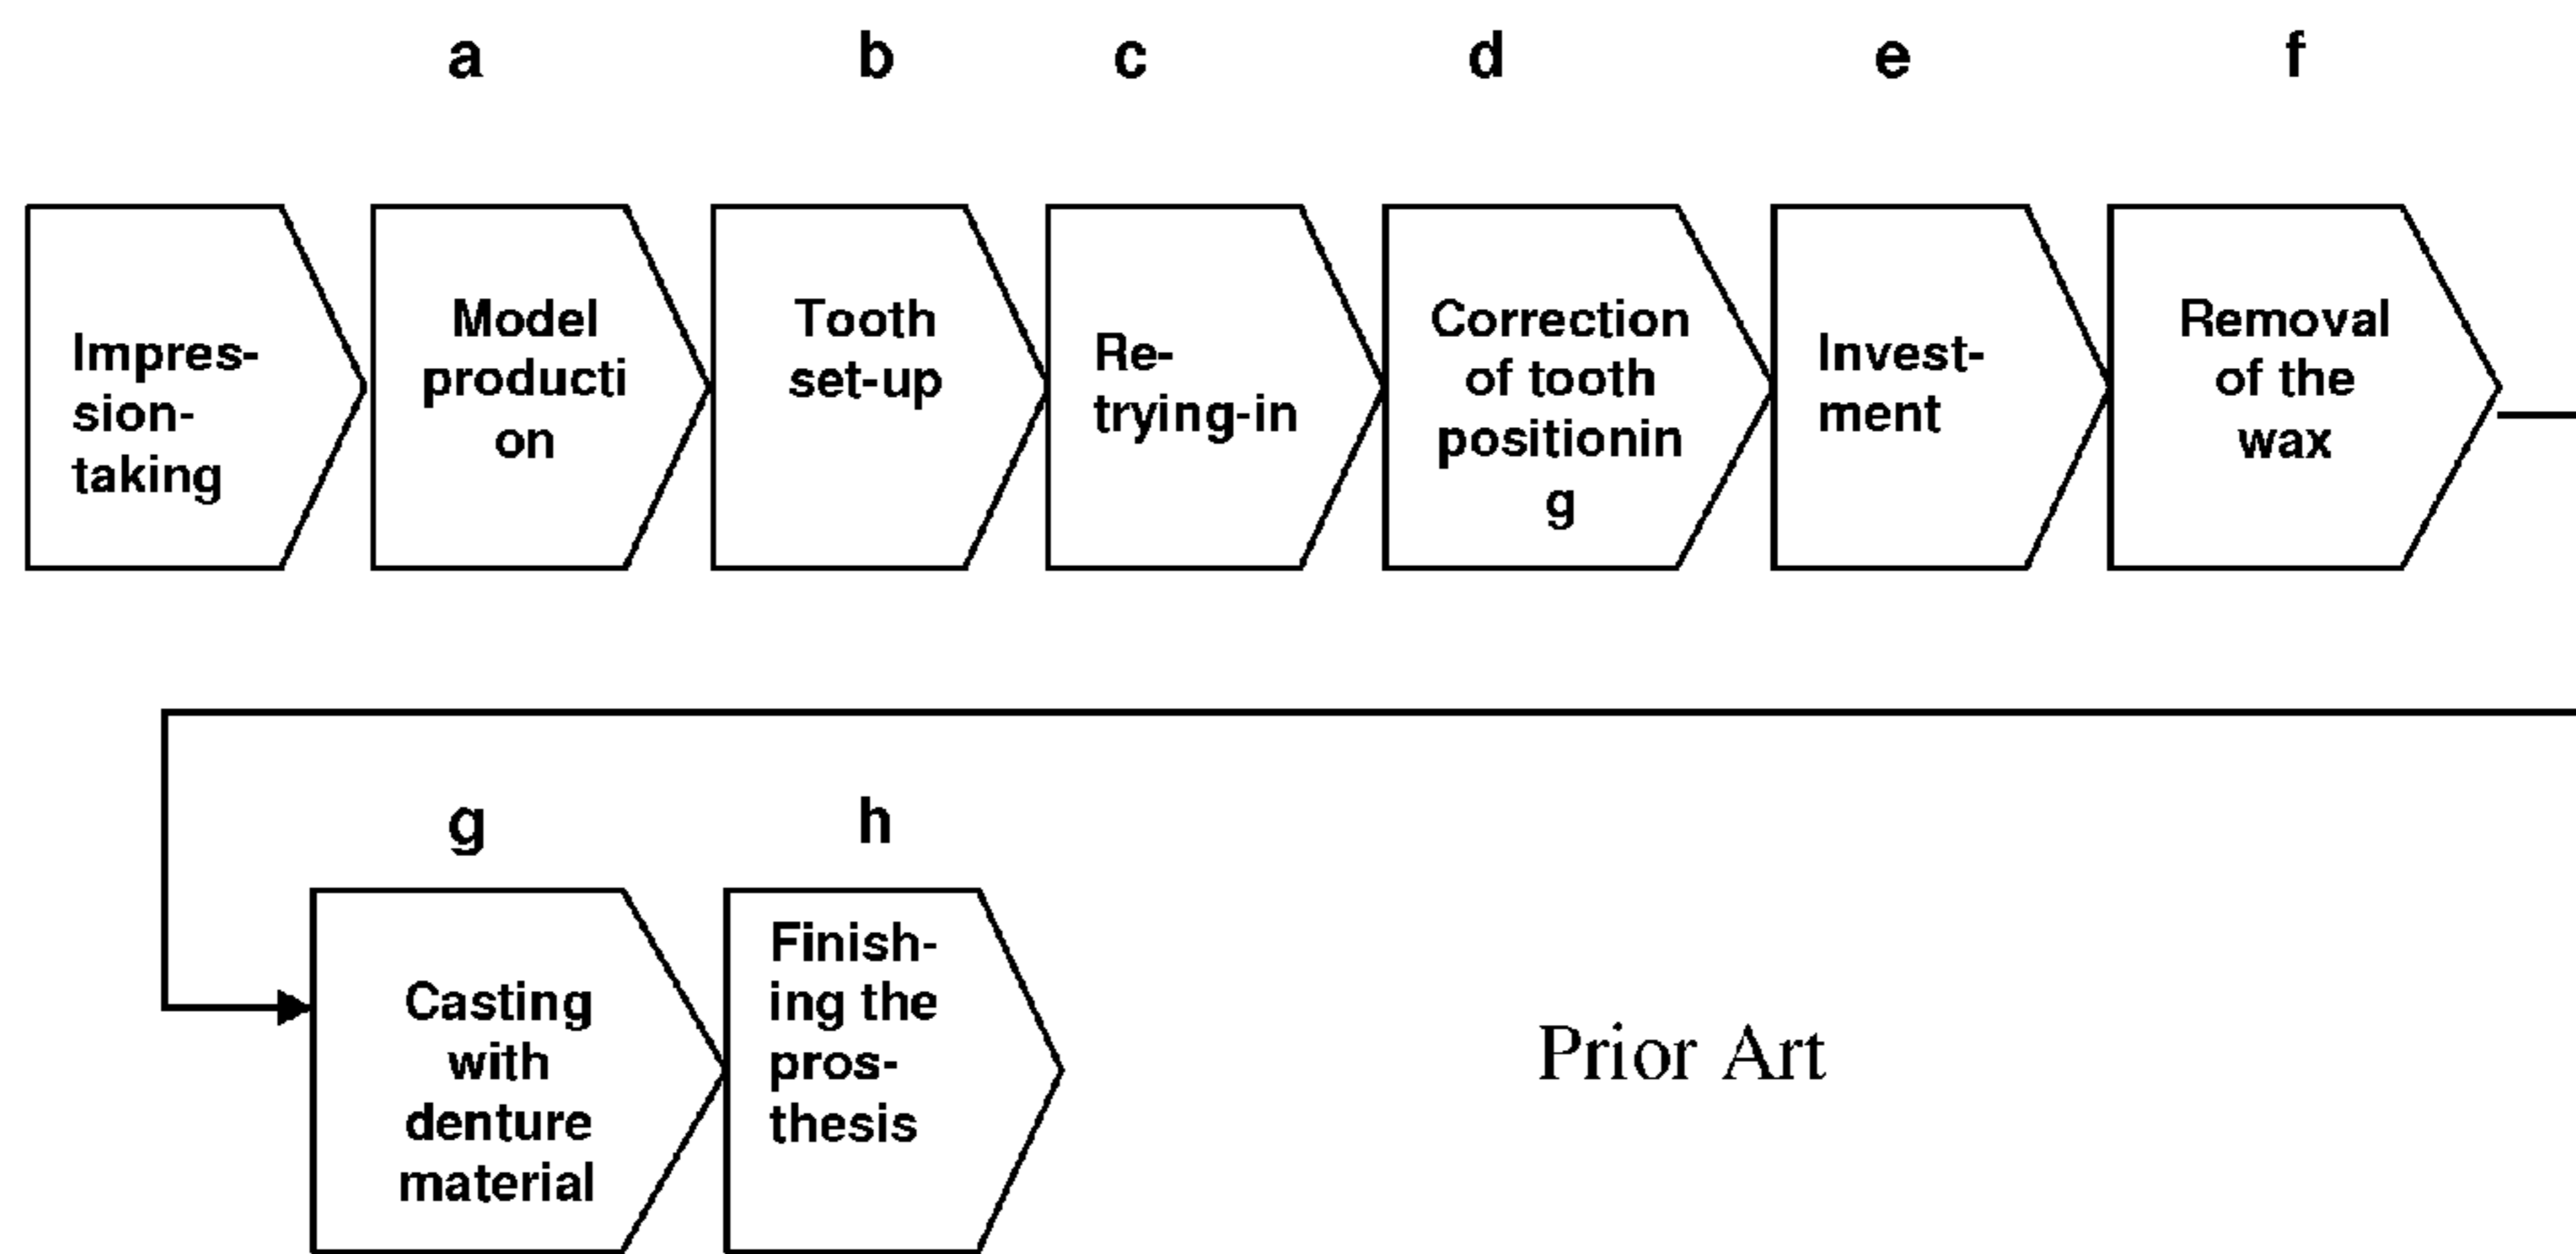 a b c d e f
Impres-
sion-
taking
Model
producti
on
Tooth
set-up
Re-
trying-in
Correction
of tooth
positionin
g
Invest-
ment
Removal
of the
wax
g h
Casting
with
denture
material
Finish-
ing the
pros-
thesis
Prior Art